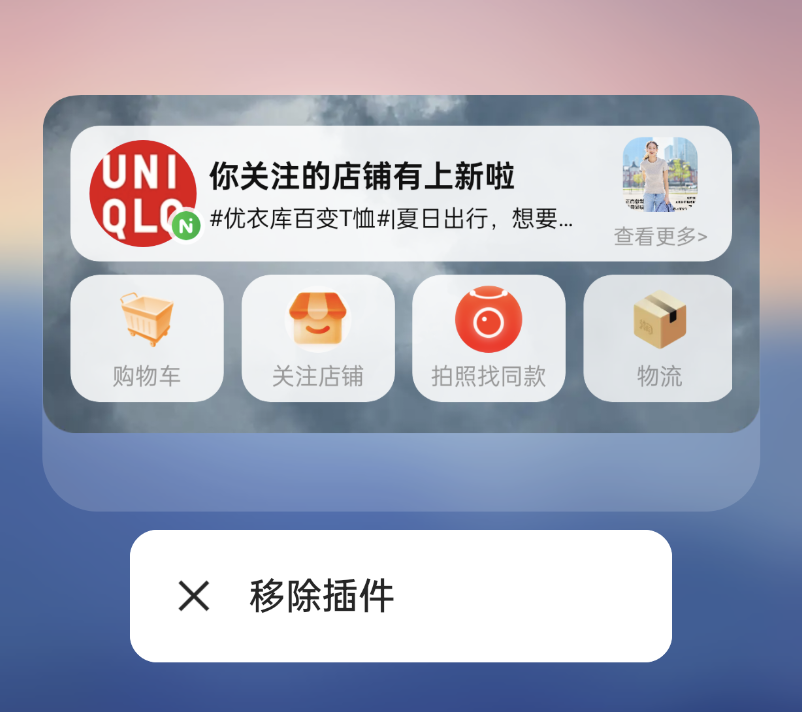 UNI
QLO
N
你关注的店铺有上新啦
#优衣库百变T恤#|夏日出行，想要...
查看更多>
购物车
关注店铺
拍照找同款
物流
移除插件